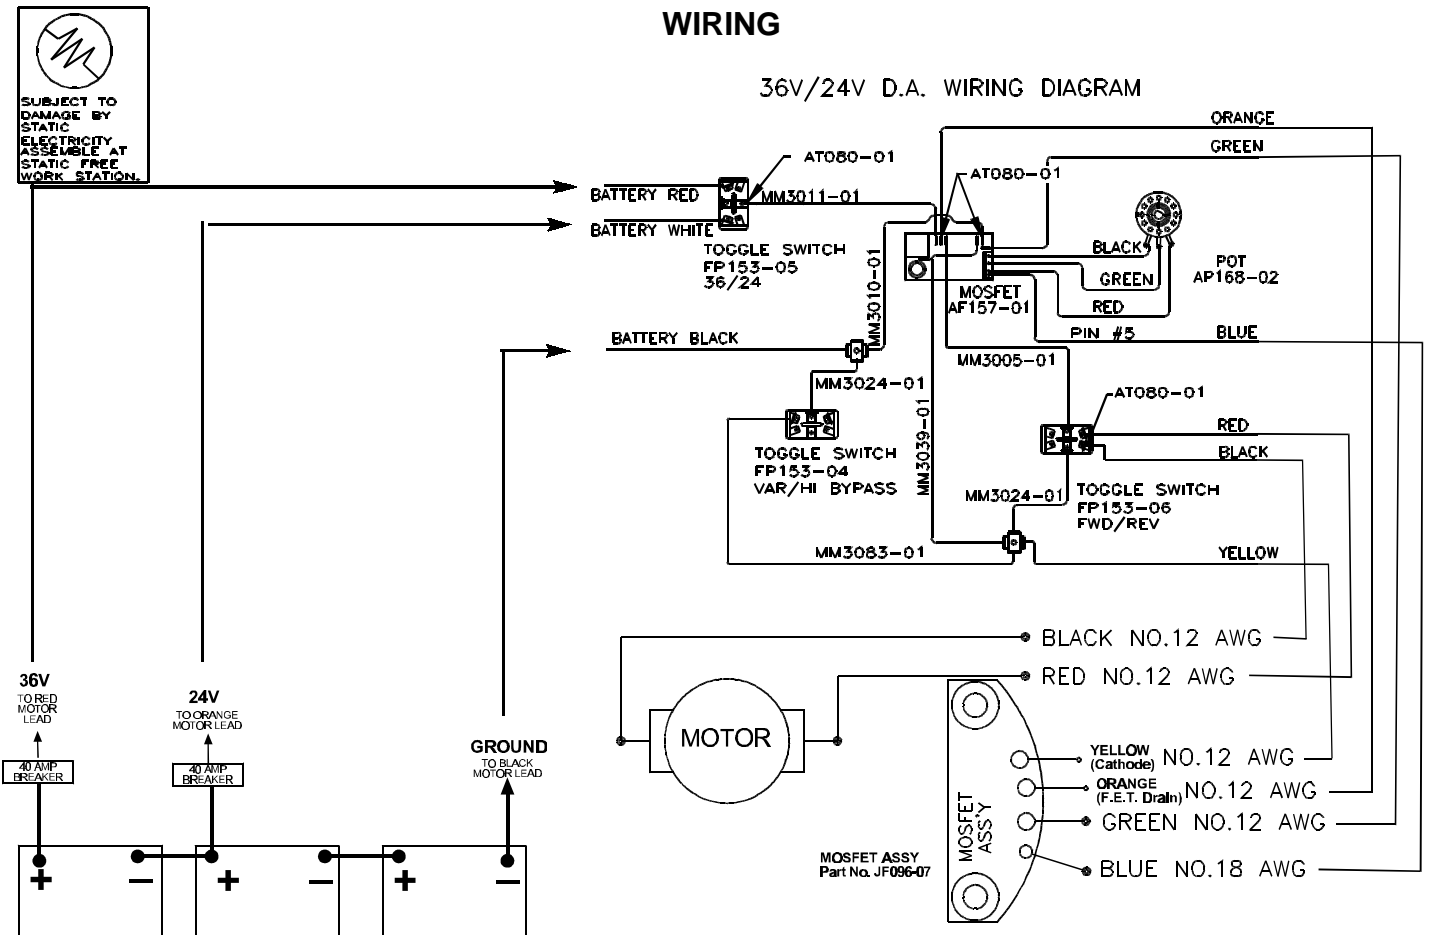 WIRING
SUBJECT TO
DAMAGE BY
STATIC
ELECTRICITY
ASSEMBLE AT
STATIC FREE
WORK STATION.
36V/24V D.A. WIRING DIAGRAM
ORANGE
GREEN
AT080-01
AT080-01
BATTERY RED
MM3011-01
BATTERY WHITE
TOGGLE SWITCH
FP153-05
36/24
MM3010-01
BLACK
GREEN
RED
POT
AP168-02
MOSFET
AF157-01
PIN #5
BLUE
BATTERY BLACK
MM3005-01
MM3024-01
AT080-01
MM3039-01
RED
BLACK
TOGGLE SWITCH
FP153-04
VAR/HI BYPASS
MM3024-01
TOGGLE SWITCH
FP153-06
FWD/REV
MM3083-01
YELLOW
BLACK NO.12 AWG
RED NO.12 AWG
36V
TO RED
MOTOR
LEAD
24V
TO ORANGE
MOTOR LEAD
GROUND
TO BLACK
MOTOR LEAD
40 AMP
BREAKER
40 AMP
BREAKER
MOTOR
YELLOW
(Cathode) NO.12 AWG
ORANGE
(F.E.T. Drain) NO.12 AWG
GREEN NO.12 AWG
BLUE NO.18 AWG
MOSFET
ASS'Y
MOSFET ASSY
Part No. JF096-07
+ − + − + −